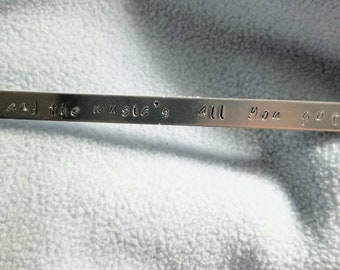 and the music's all you got